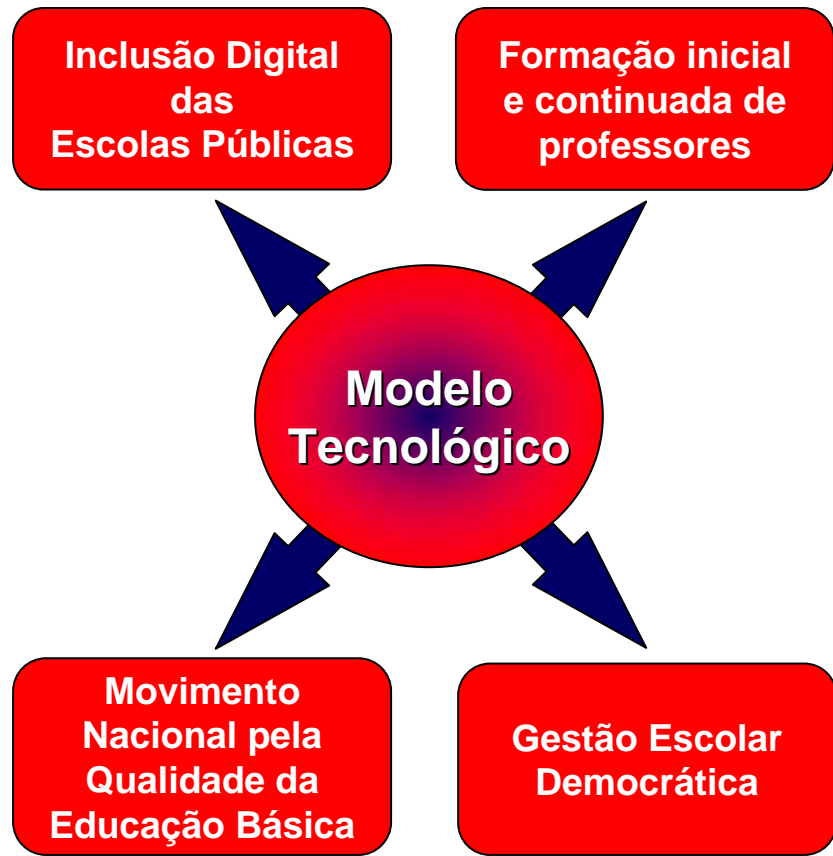 Inclusão Digital
das
Escolas Públicas
Formação inicial
e continuada de
professores
Modelo
Tecnológico
Movimento
Nacional pela
Qualidade da
Educação Básica
Gestão Escolar
Democrática